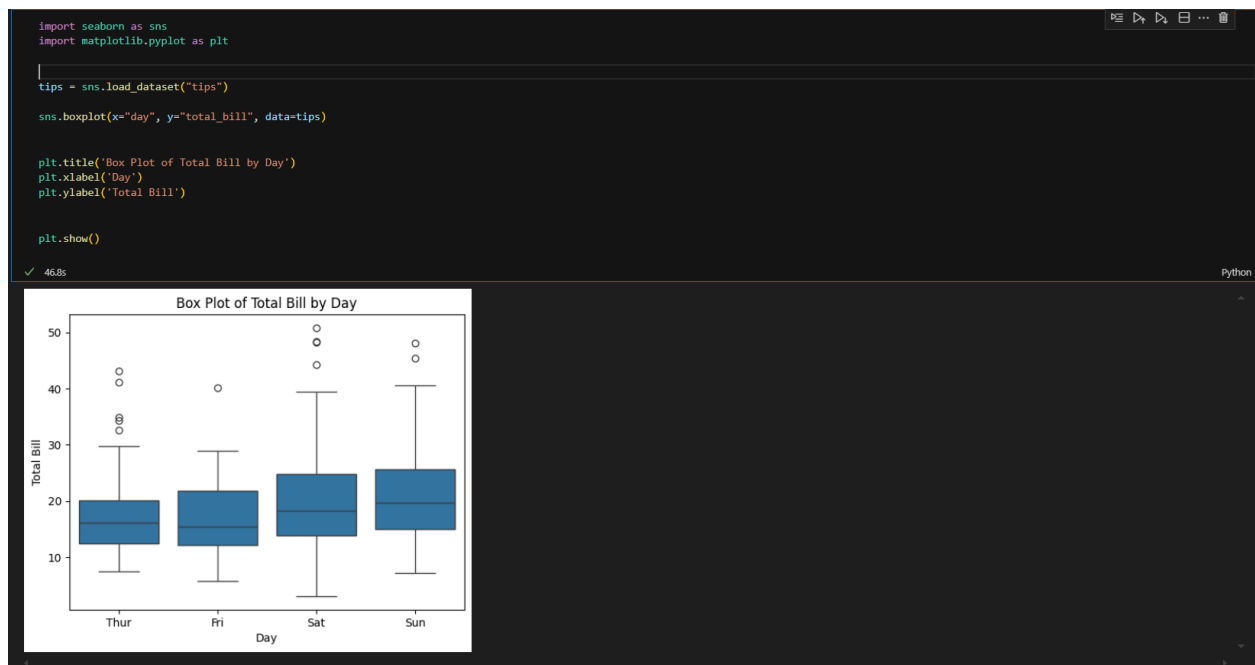 import seaborn as sns
import matplotlib.pyplot as plt
tips = sns.load_dataset("tips")
sns.boxplot(x="day", y="total_bill", data=tips)
plt.title('Box Plot of Total Bill by Day')
plt.xlabel('Day')
plt.ylabel('Total Bill')
plt.show()
46.8s
Python
Box Plot of Total Bill by Day
50
40
30
20
10
Total Bill
Thur Fri Sat Sun
Day